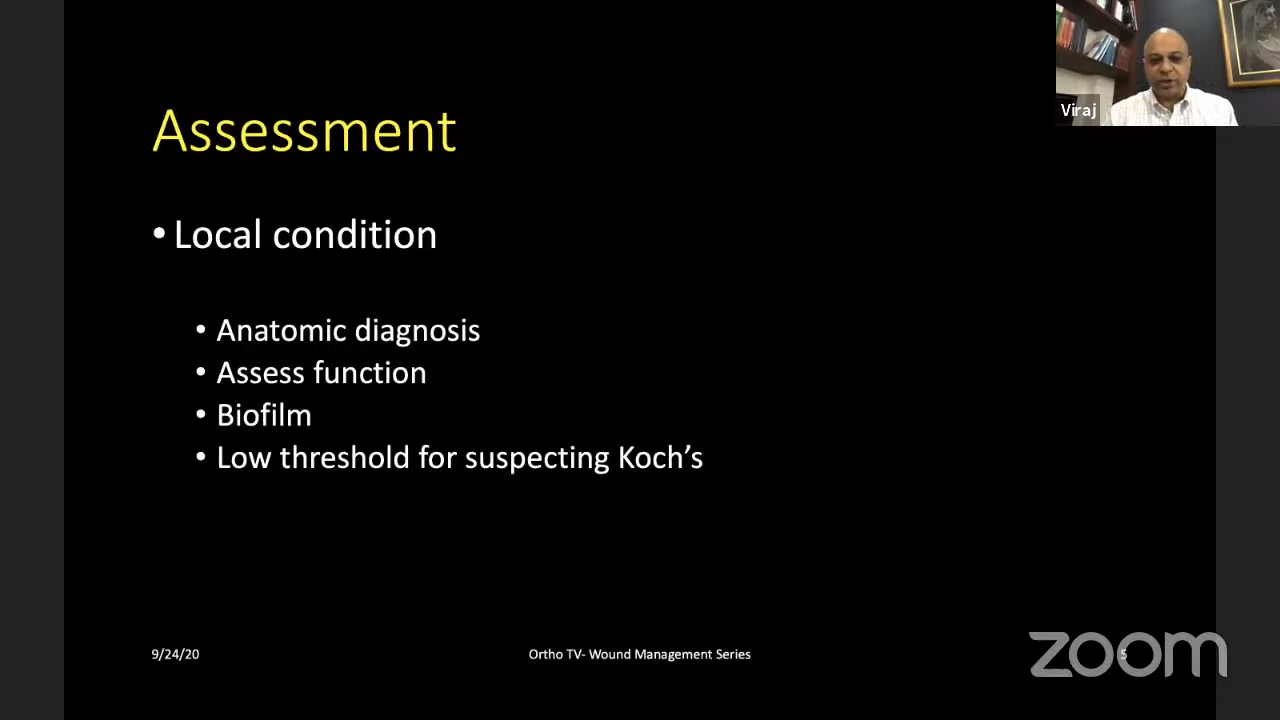 Viraj
Assessment
• Local condition
• Anatomic diagnosis
• Assess function
• Biofilm
• Low threshold for suspecting Koch’s
9/24/20
Ortho TV- Wound Management Series
5
zoom